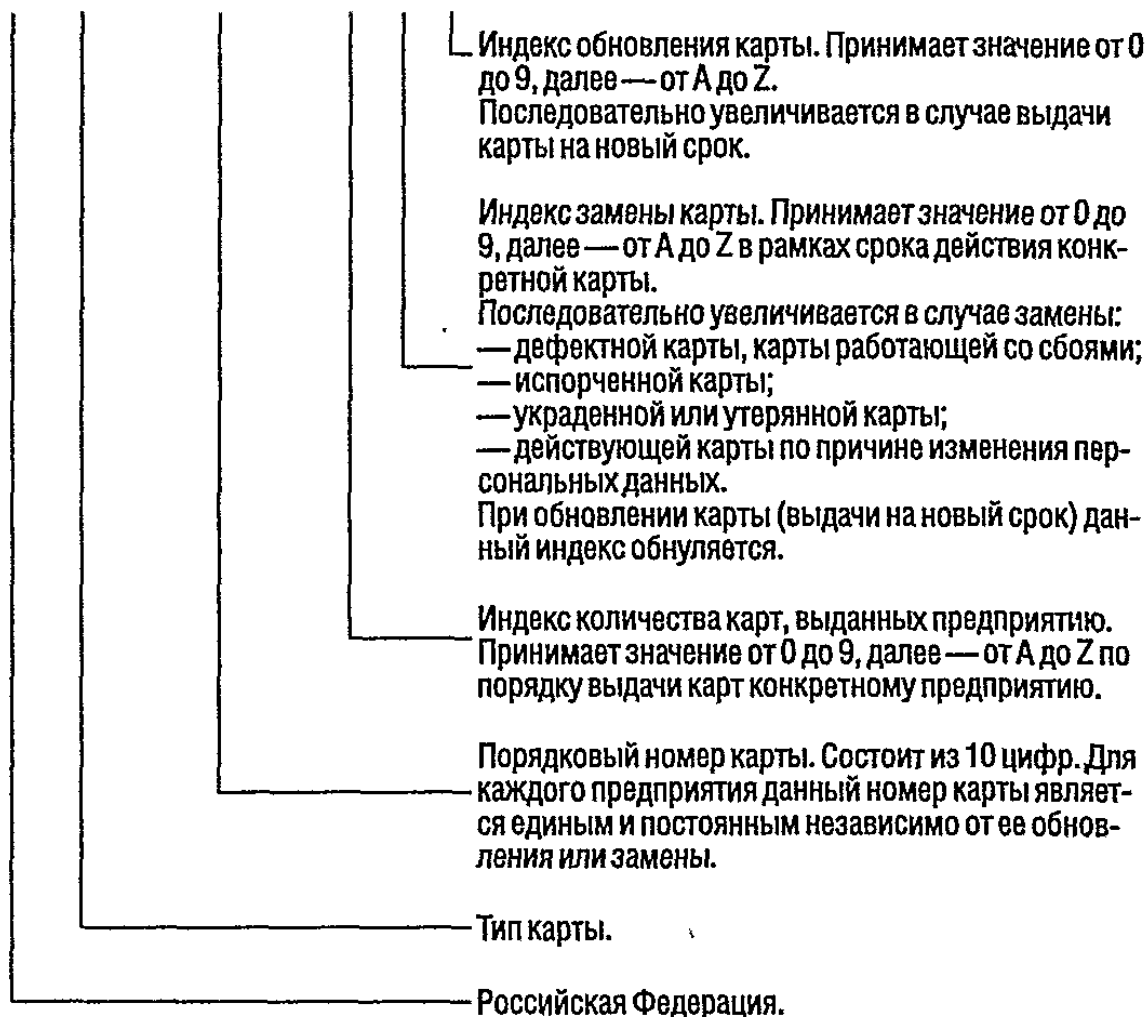 Индекс обновления карты. Принимает значение от 0
до 9, далее — от A до Z.
Последовательно увеличивается в случае выдачи
карты на новый срок.
Индекс замены карты. Принимает значение от 0 до
9, далее — от A до Z в рамках срока действия конк-
ретной карты.
Последовательно увеличивается в случае замены:
— дефектной карты, карты работающей со сбоями;
— испорченной карты;
— украденной или утерянной карты;
— действующей карты по причине изменения пер-
сональных данных.
При обновлении карты (выдачи на новый срок) дан-
ный индекс обнуляется.
Индекс количества карт, выданных предприятию.
Принимает значение от 0 до 9, далее — от A до Z по
порядку выдачи карт конкретному предприятию.
Порядковый номер карты. Состоит из 10 цифр. Для
каждого предприятия данный номер карты являет-
ся единым и постоянным независимо от ее обнов-
ления или замены.
Тип карты.
Российская Федерация.